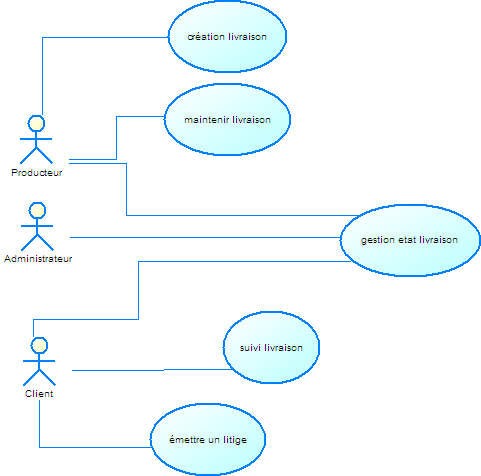 création livraison
maintenir livraison
Producteur
Administrateur
gestion etat livraison
suivi livraison
Client
émettre un litige